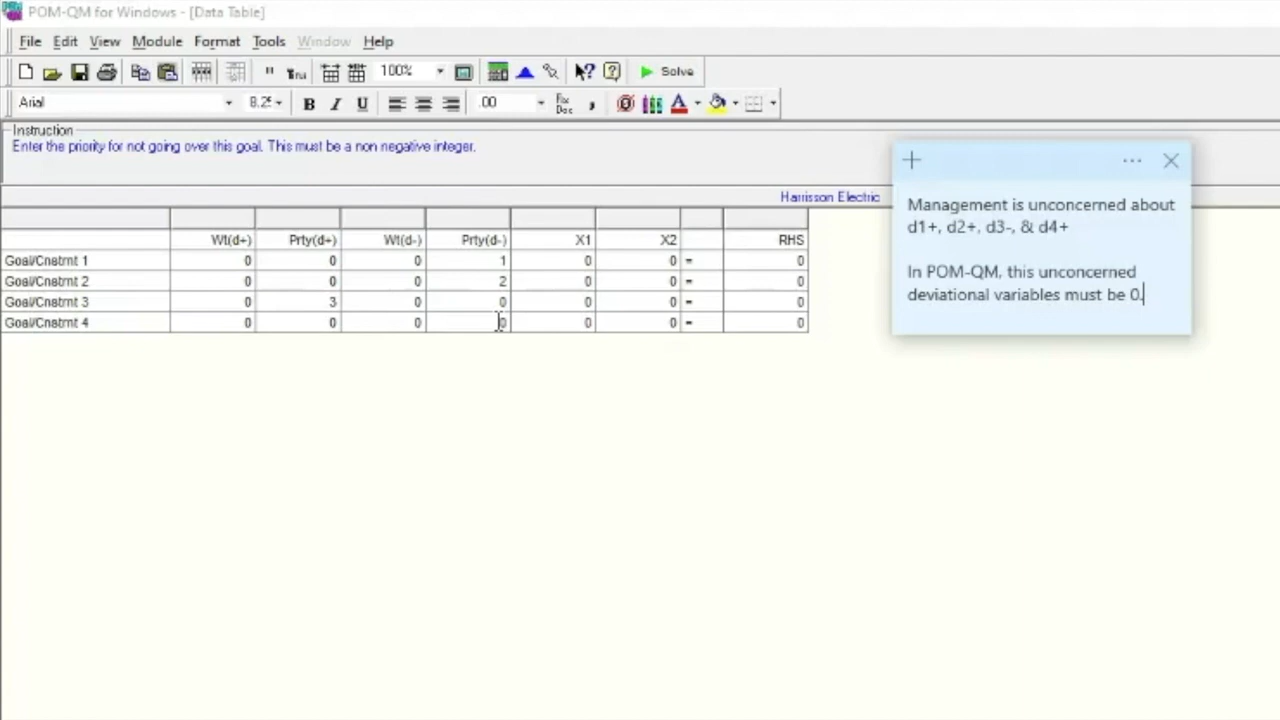 POM-QM for Windows - [Data Table]
File Edit View Module Format Tools Window Help
100% Solve
Arial 8.25 B I U .00 Fix Dec ,
Instruction
Enter the priority for not going over this goal. This must be a non negative integer.
Harrisson Electric
Wt(d+) Prty(d+) Wt(d-) Prty(d-) X1 X2 RHS
Goal/Cnstrnt 1 0 0 0 1 0 0 = 0
Goal/Cnstrnt 2 0 0 0 2 0 0 = 0
Goal/Cnstrnt 3 0 3 0 0 0 0 = 0
Goal/Cnstrnt 4 0 0 0 0 0 0 = 0
Management is unconcerned about
d1+, d2+, d3-, & d4+
In POM-QM, this unconcerned
deviational variables must be 0.